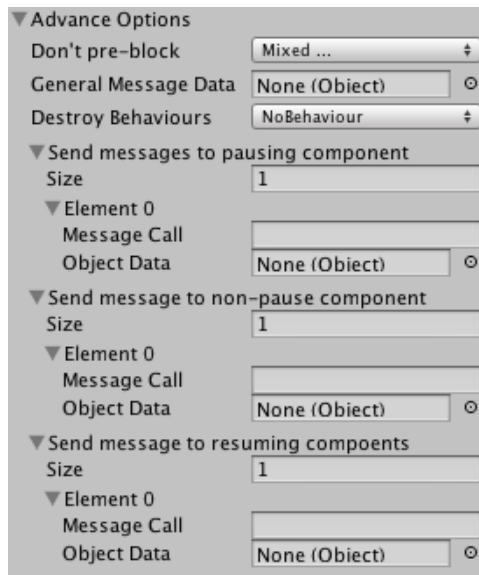 Advance Options
Don't pre-block Mixed ...
General Message Data None (Object)
Destroy Behaviours NoBehaviour
Send messages to pausing component
Size 1
Element 0
Message Call
Object Data None (Object)
Send message to non-pause component
Size 1
Element 0
Message Call
Object Data None (Object)
Send message to resuming compoents
Size 1
Element 0
Message Call
Object Data None (Object)